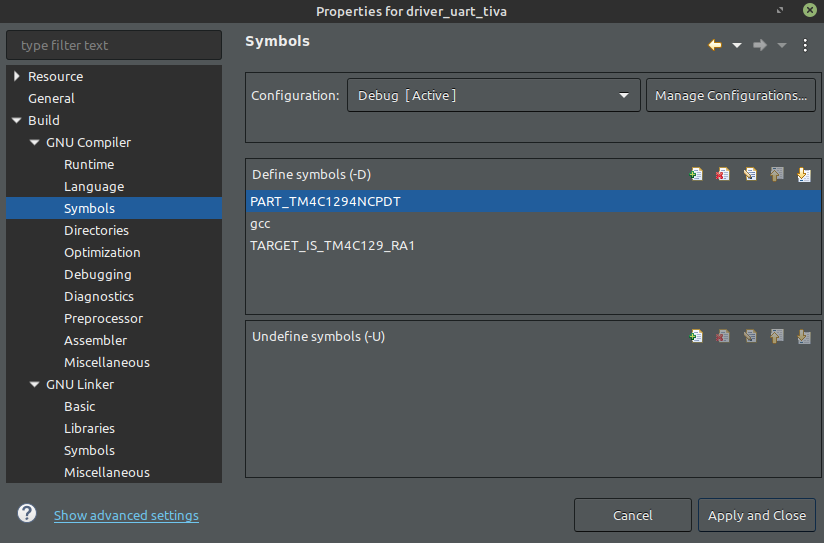 Properties for driver_uart_tiva
type filter text
Resource
General
Build
GNU Compiler
Runtime
Language
Symbols
Directories
Optimization
Debugging
Diagnostics
Preprocessor
Assembler
Miscellaneous
GNU Linker
Basic
Libraries
Symbols
Miscellaneous
Symbols
Configuration:
Debug [Active]
Manage Configurations...
Define symbols (-D)
PART_TM4C1294NCPDT
gcc
TARGET_IS_TM4C129_RA1
Undefine symbols (-U)
?
Show advanced settings
Cancel
Apply and Close